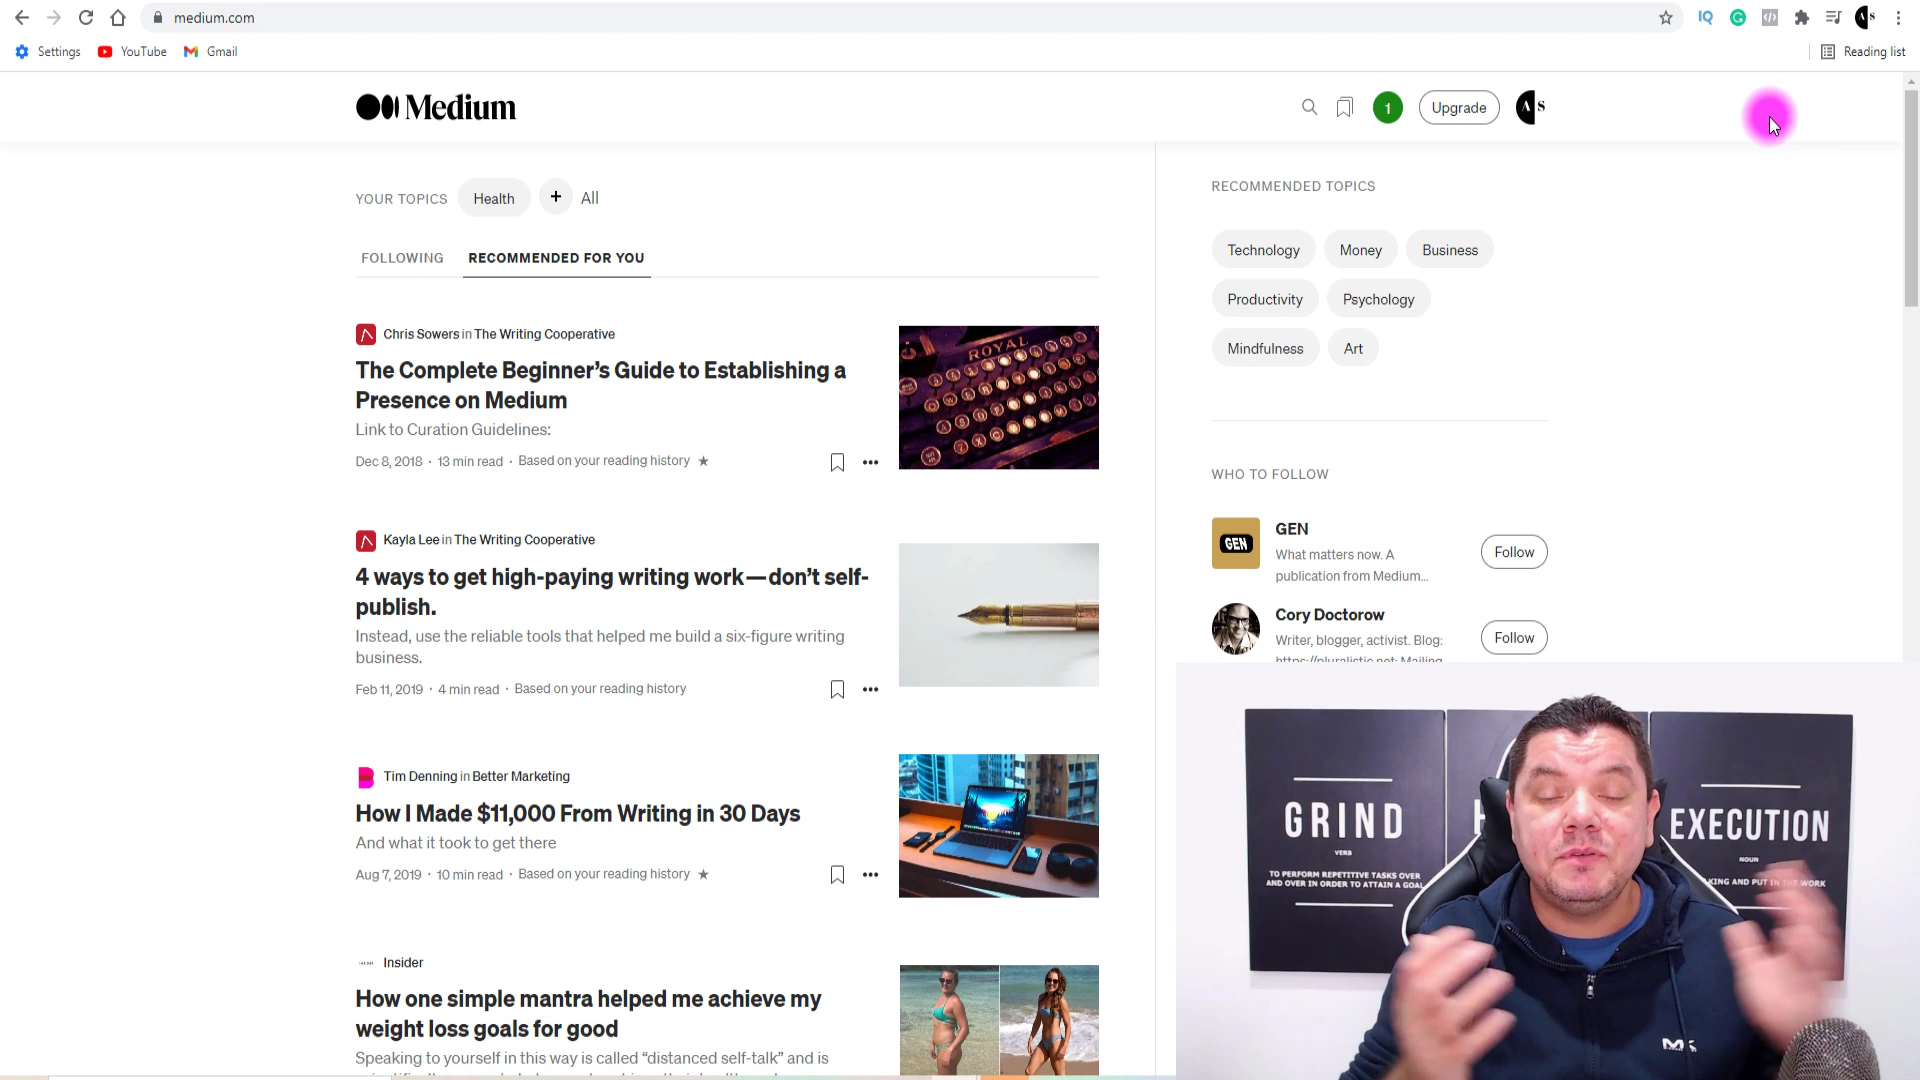 medium.com
Settings
YouTube
Gmail
Reading list
Medium
1
Upgrade
A S
YOUR TOPICS
Health
+
All
FOLLOWING
RECOMMENDED FOR YOU
Chris Sowers in The Writing Cooperative
The Complete Beginner’s Guide to Establishing a
Presence on Medium
Link to Curation Guidelines:
Dec 8, 2018 · 13 min read · Based on your reading history ★
ROYAL
Kayla Lee in The Writing Cooperative
4 ways to get high-paying writing work—don’t self-
publish.
Instead, use the reliable tools that helped me build a six-figure writing
business.
Feb 11, 2019 · 4 min read · Based on your reading history
Tim Denning in Better Marketing
How I Made $11,000 From Writing in 30 Days
And what it took to get there
Aug 7, 2019 · 10 min read · Based on your reading history ★
Insider
How one simple mantra helped me achieve my
weight loss goals for good
Speaking to yourself in this way is called “distanced self-talk” and is
RECOMMENDED TOPICS
Technology
Money
Business
Productivity
Psychology
Mindfulness
Art
WHO TO FOLLOW
GEN
GEN
What matters now. A
publication from Medium...
Follow
Cory Doctorow
Writer, blogger, activist. Blog:
https://pluralistic.net; Mailing
Follow
GRIND
VERB
TO PERFORM REPETITIVE TASKS OVER
AND OVER IN ORDER TO ATTAIN A GOAL
H
EXECUTION
NOUN
AND PUT IN THE WORK